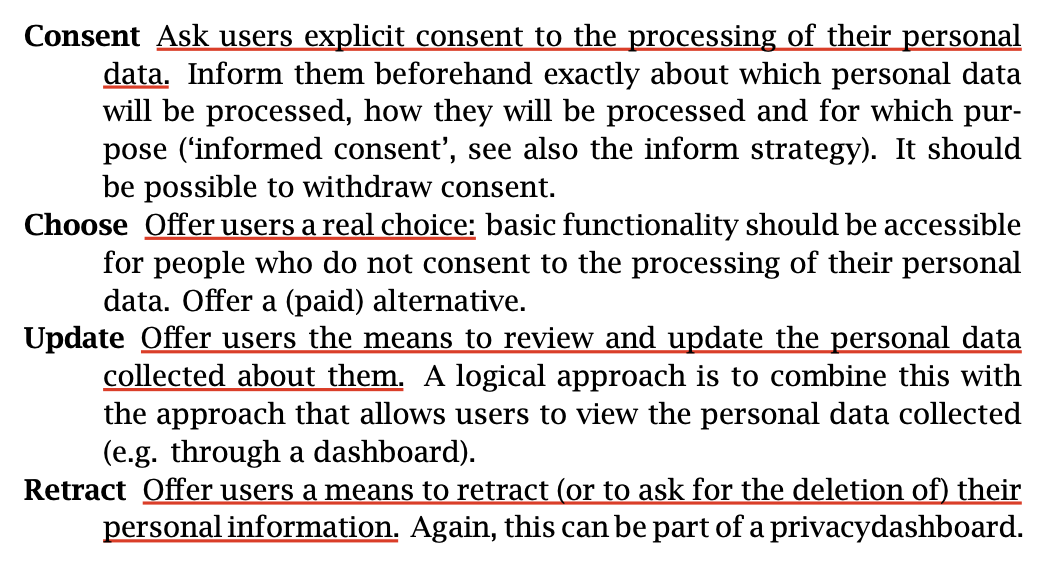 Consent Ask users explicit consent to the processing of their personal
data. Inform them beforehand exactly about which personal data
will be processed, how they will be processed and for which pur-
pose (‘informed consent’, see also the inform strategy). It should
be possible to withdraw consent.
Choose Offer users a real choice: basic functionality should be accessible
for people who do not consent to the processing of their personal
data. Offer a (paid) alternative.
Update Offer users the means to review and update the personal data
collected about them. A logical approach is to combine this with
the approach that allows users to view the personal data collected
(e.g. through a dashboard).
Retract Offer users a means to retract (or to ask for the deletion of) their
personal information. Again, this can be part of a privacydashboard.